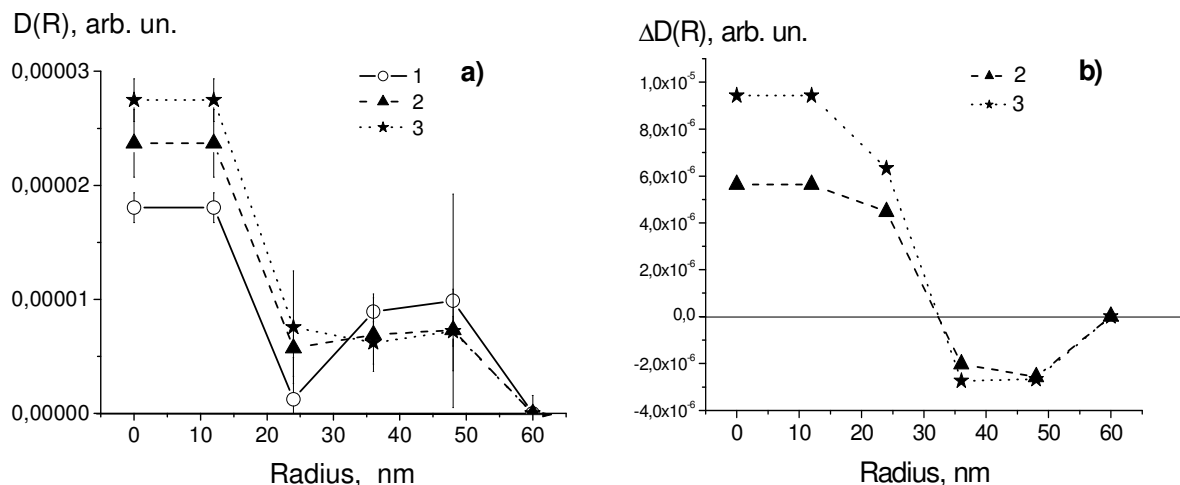 D(R), arb. un.
0,00003
0,00002
0,00001
0,00000
1
2
3
a)
0 10 20 30 40 50 60
Radius, nm
ΔD(R), arb. un.
1,0x10⁻⁵
8,0x10⁻⁶
6,0x10⁻⁶
4,0x10⁻⁶
2,0x10⁻⁶
0,0
-2,0x10⁻⁶
-4,0x10⁻⁶
2
3
b)
0 10 20 30 40 50 60
Radius, nm